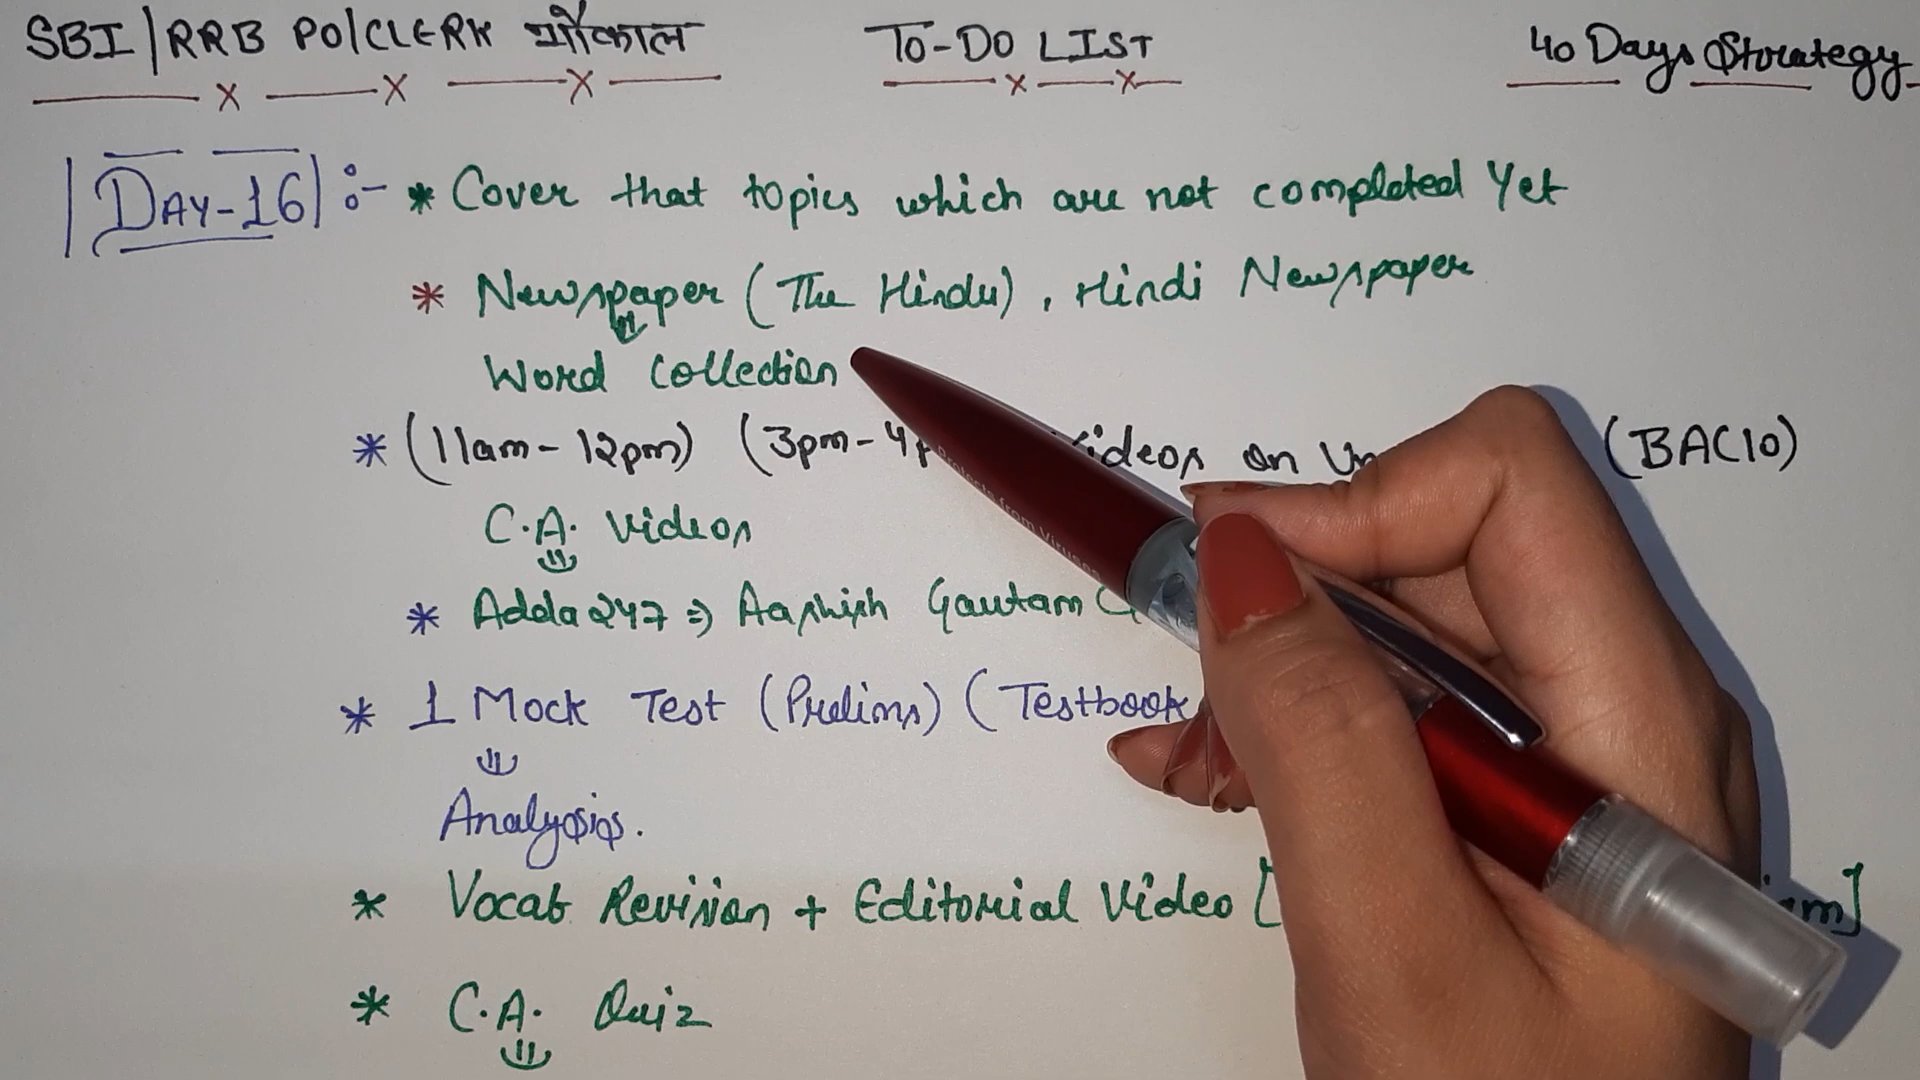 SBI/RRB PO/CLERK भौकाल TO-DO LIST 40 Days Strategy
DAY-16 :- * Cover that topics which are not completed Yet
* Newspaper (The Hindu), Hindi Newspaper
Word Collection
* (11am-12pm) (3pm-4p videos on (BAC10)
C.A. Videos
* Adda247 => Aashish Gautam
* 1 Mock Test (Prelims) (Testbook
Analysis.
* Vocab Revision + Editorial Video [
* C.A. Quiz